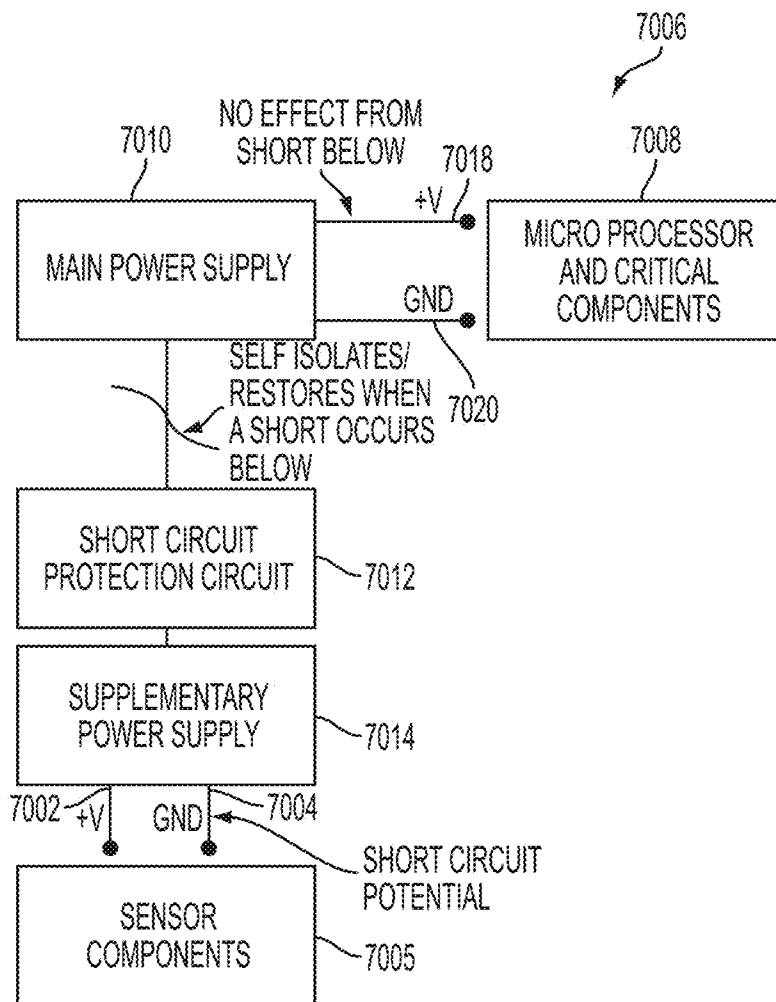 7006
NO EFFECT FROM
SHORT BELOW
7010
7018
7008
+V
MAIN POWER SUPPLY
MICRO PROCESSOR
AND CRITICAL
COMPONENTS
GND
7020
SELF ISOLATES/
RESTORES WHEN
A SHORT OCCURS
BELOW
SHORT CIRCUIT
PROTECTION CIRCUIT
7012
SUPPLEMENTARY
POWER SUPPLY
7014
7002
+V
GND
7004
SHORT CIRCUIT
POTENTIAL
SENSOR
COMPONENTS
7005